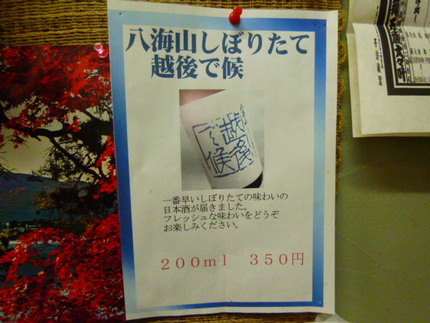 八海山しぼりたて
越後で候
越後
で候
一番早いしぼりたての味わいの
日本酒が届きました。
フレッシュな味わいをどうぞ
お楽しみください。
200ml 350円